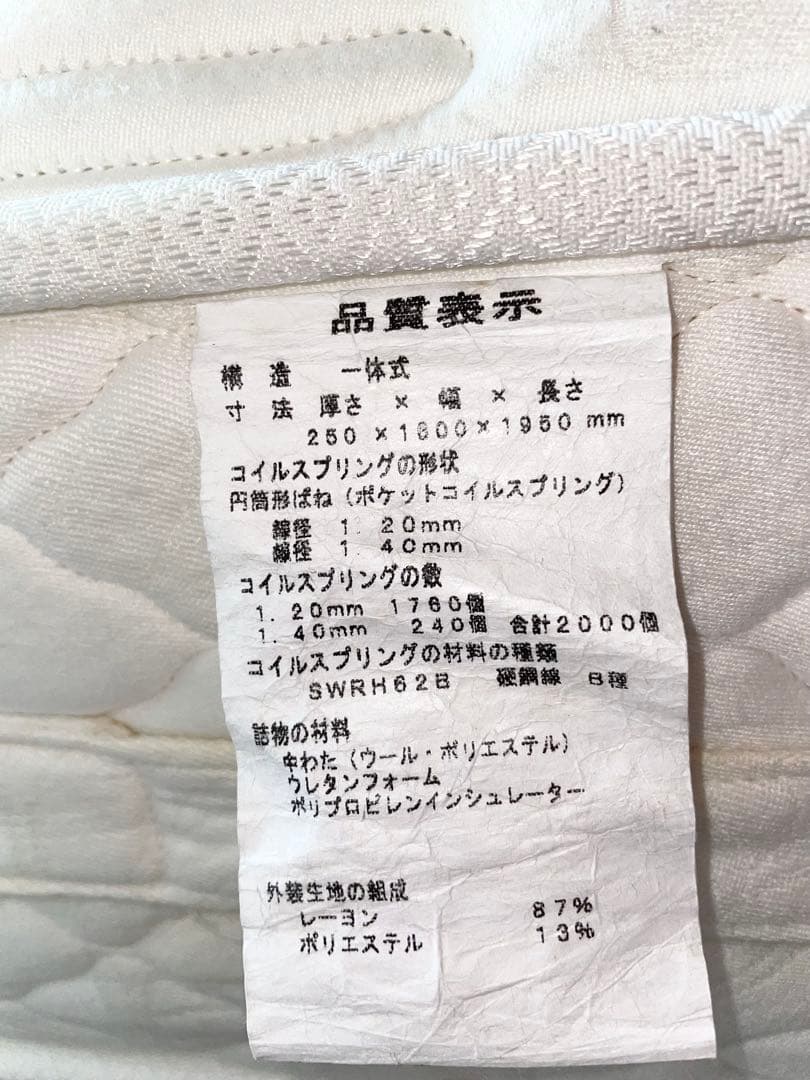 品質表示
構 造 一体式
寸 法 厚さ × 幅 × 長さ
250×1600×1950mm
コイルスプリングの形状
円筒形ばね(ポケットコイルスプリング)
線径 1.20mm
線径 1.40mm
コイルスプリングの数
1.20mm 1760個
1.40mm 240個 合計2000個
コイルスプリングの材料の種類
SWRH62B 硬鋼線 B種
詰物の材料
中わた(ウール・ポリエステル)
ウレタンフォーム
ポリプロピレンインシュレーター
外装生地の組成
レーヨン 87%
ポリエステル 13%